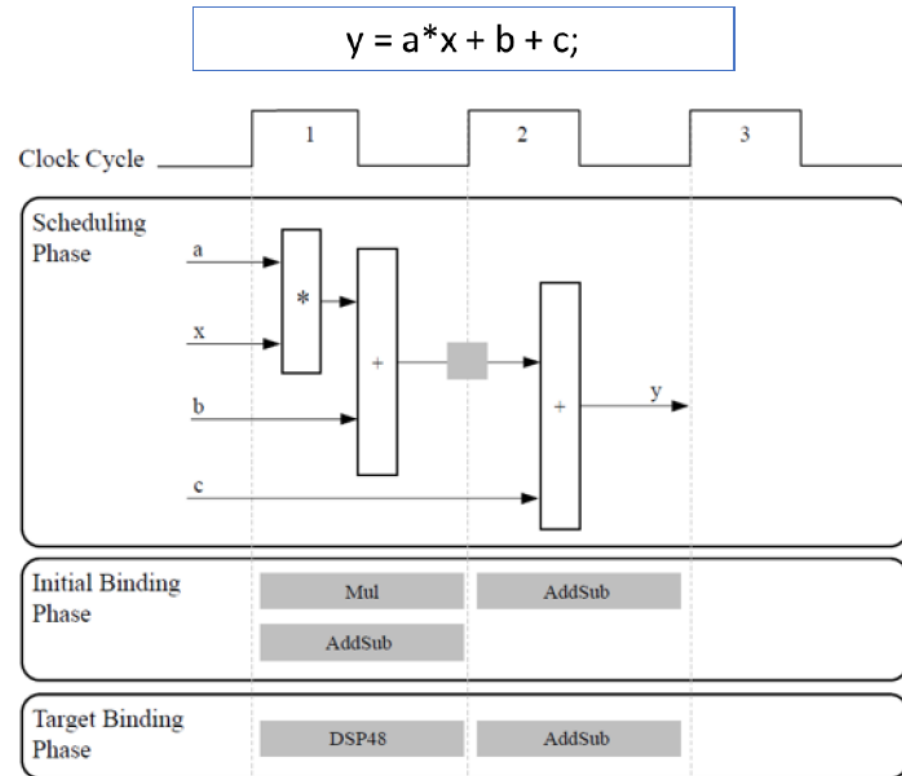 y = a*x + b + c;
1 2 3
Clock Cycle
Scheduling
Phase
a
*
x
+
b
+
y
c
Initial Binding
Phase
Mul AddSub
AddSub
Target Binding
Phase
DSP48 AddSub